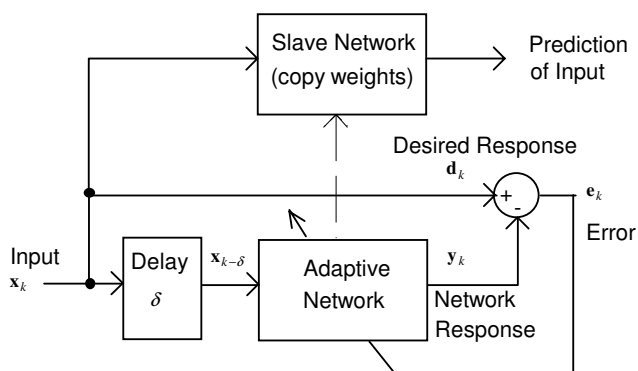 Slave Network
(copy weights)
Prediction
of Input
Desired Response
d_k
+
-
e_k
Error
Input
x_k
Delay
δ
x_{k-δ}
Adaptive
Network
y_k
Network
Response